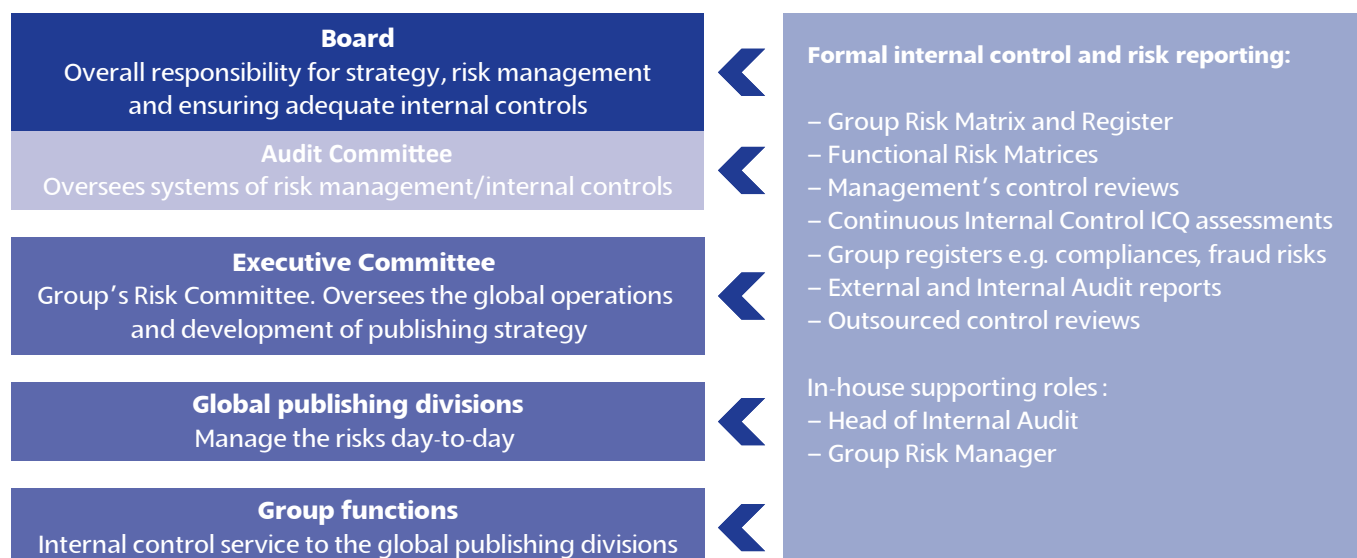 Board
Overall responsibility for strategy, risk management
and ensuring adequate internal controls
Audit Committee
Oversees systems of risk management/internal controls
Executive Committee
Group’s Risk Committee. Oversees the global operations
and development of publishing strategy
Global publishing divisions
Manage the risks day-to-day
Group functions
Internal control service to the global publishing divisions
Formal internal control and risk reporting:
– Group Risk Matrix and Register
– Functional Risk Matrices
– Management’s control reviews
– Continuous Internal Control ICQ assessments
– Group registers e.g. compliances, fraud risks
– External and Internal Audit reports
– Outsourced control reviews
In-house supporting roles :
– Head of Internal Audit
– Group Risk Manager